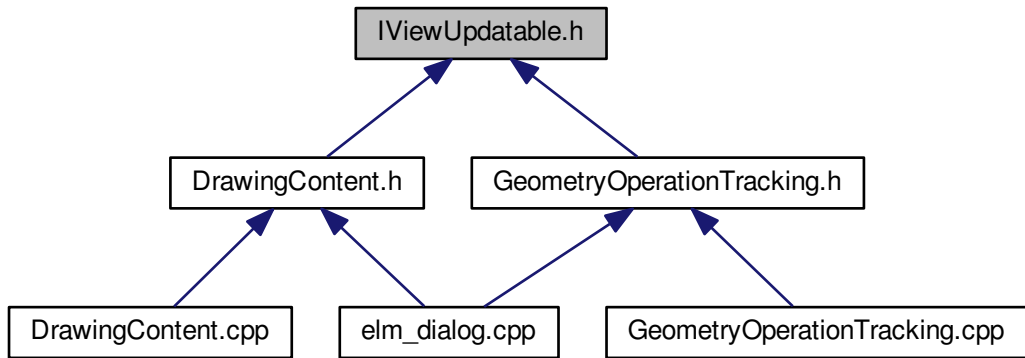 IViewUpdatable.h
DrawingContent.h
GeometryOperationTracking.h
DrawingContent.cpp
elm_dialog.cpp
GeometryOperationTracking.cpp